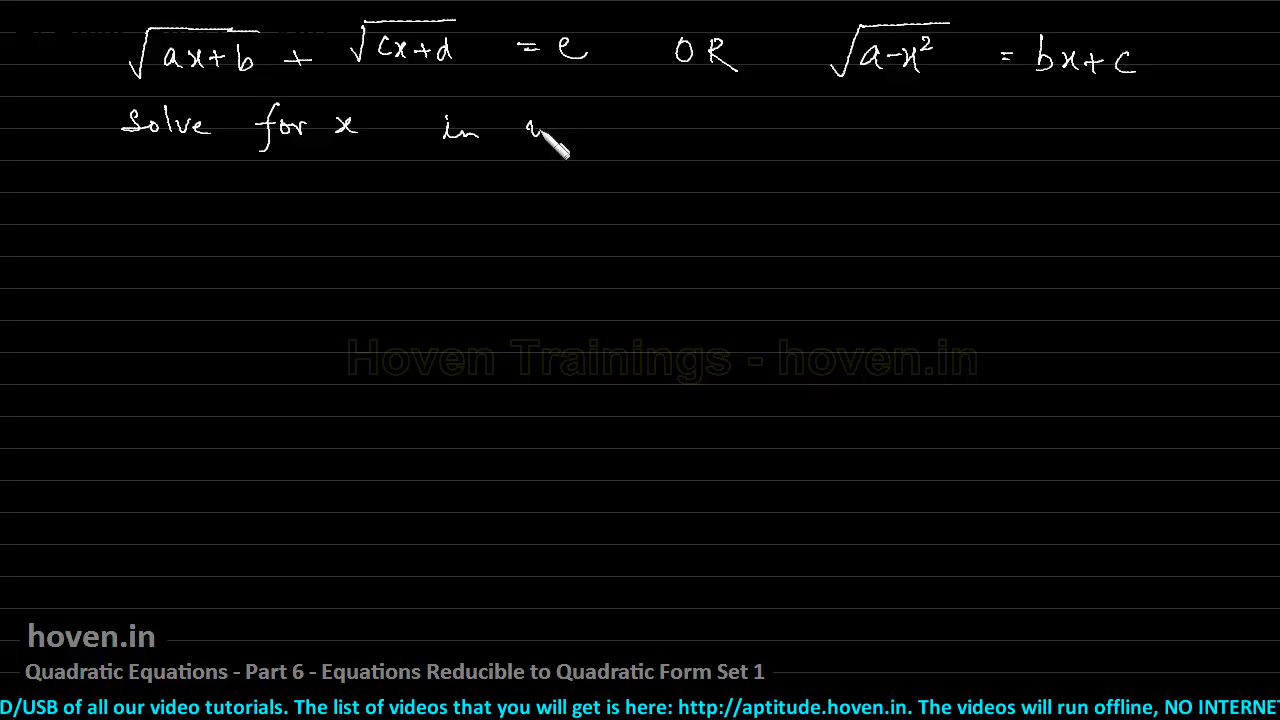 √ax+b + √cx+d = e OR √a-x² = bx+c
Solve for x in
Hoven Trainings - hoven.in
hoven.in
Quadratic Equations - Part 6 - Equations Reducible to Quadratic Form Set 1
D/USB of all our video tutorials. The list of videos that you will get is here: http://aptitude.hoven.in. The videos will run offline, NO INTERNE